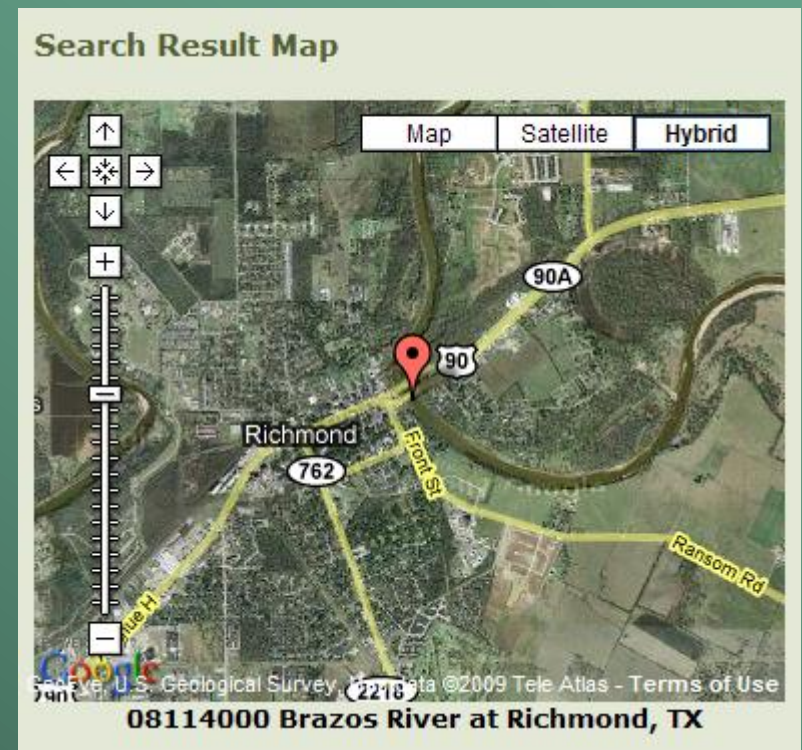 Search Result Map
Map Satellite Hybrid
90A
90
Richmond
762
Front St
Ransom Rd
H
Google
U.S. Geological Survey, ©2009 Tele Atlas - Terms of Use
2218
08114000 Brazos River at Richmond, TX